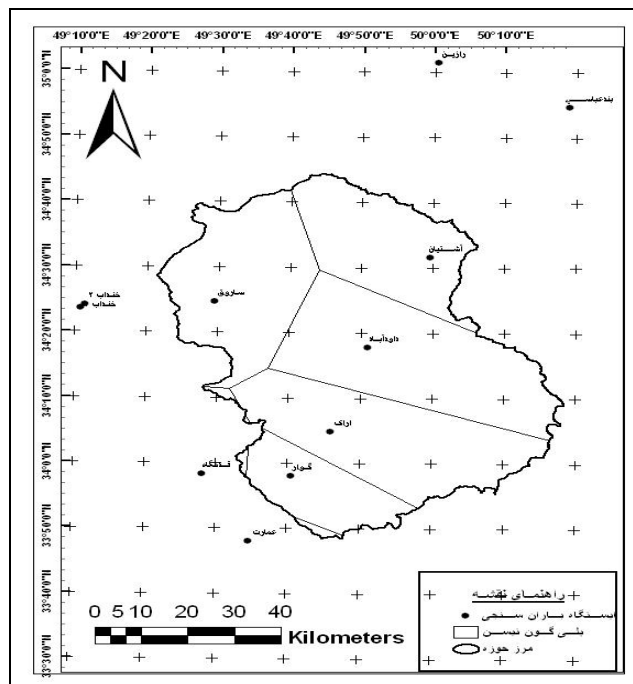 49°10'0"E 49°20'0"E 49°30'0"E 49°40'0"E 49°50'0"E 50°0'0"E 50°10'0"E
35°0'0"N
34°50'0"N
34°40'0"N
34°30'0"N
34°20'0"N
34°10'0"N
34°0'0"N
33°50'0"N
33°40'0"N
33°30'0"N
N
رازین
بندعباسی
آشتیان
ساروق
خنداب ۲
خنداب
داودآباد
اراک
گوار
عمارت
راهنمای نقشه
ایستگاه باران سنجی
پلی گون تیسن
مرز حوزه
0 5 10 20 30 40
Kilometers